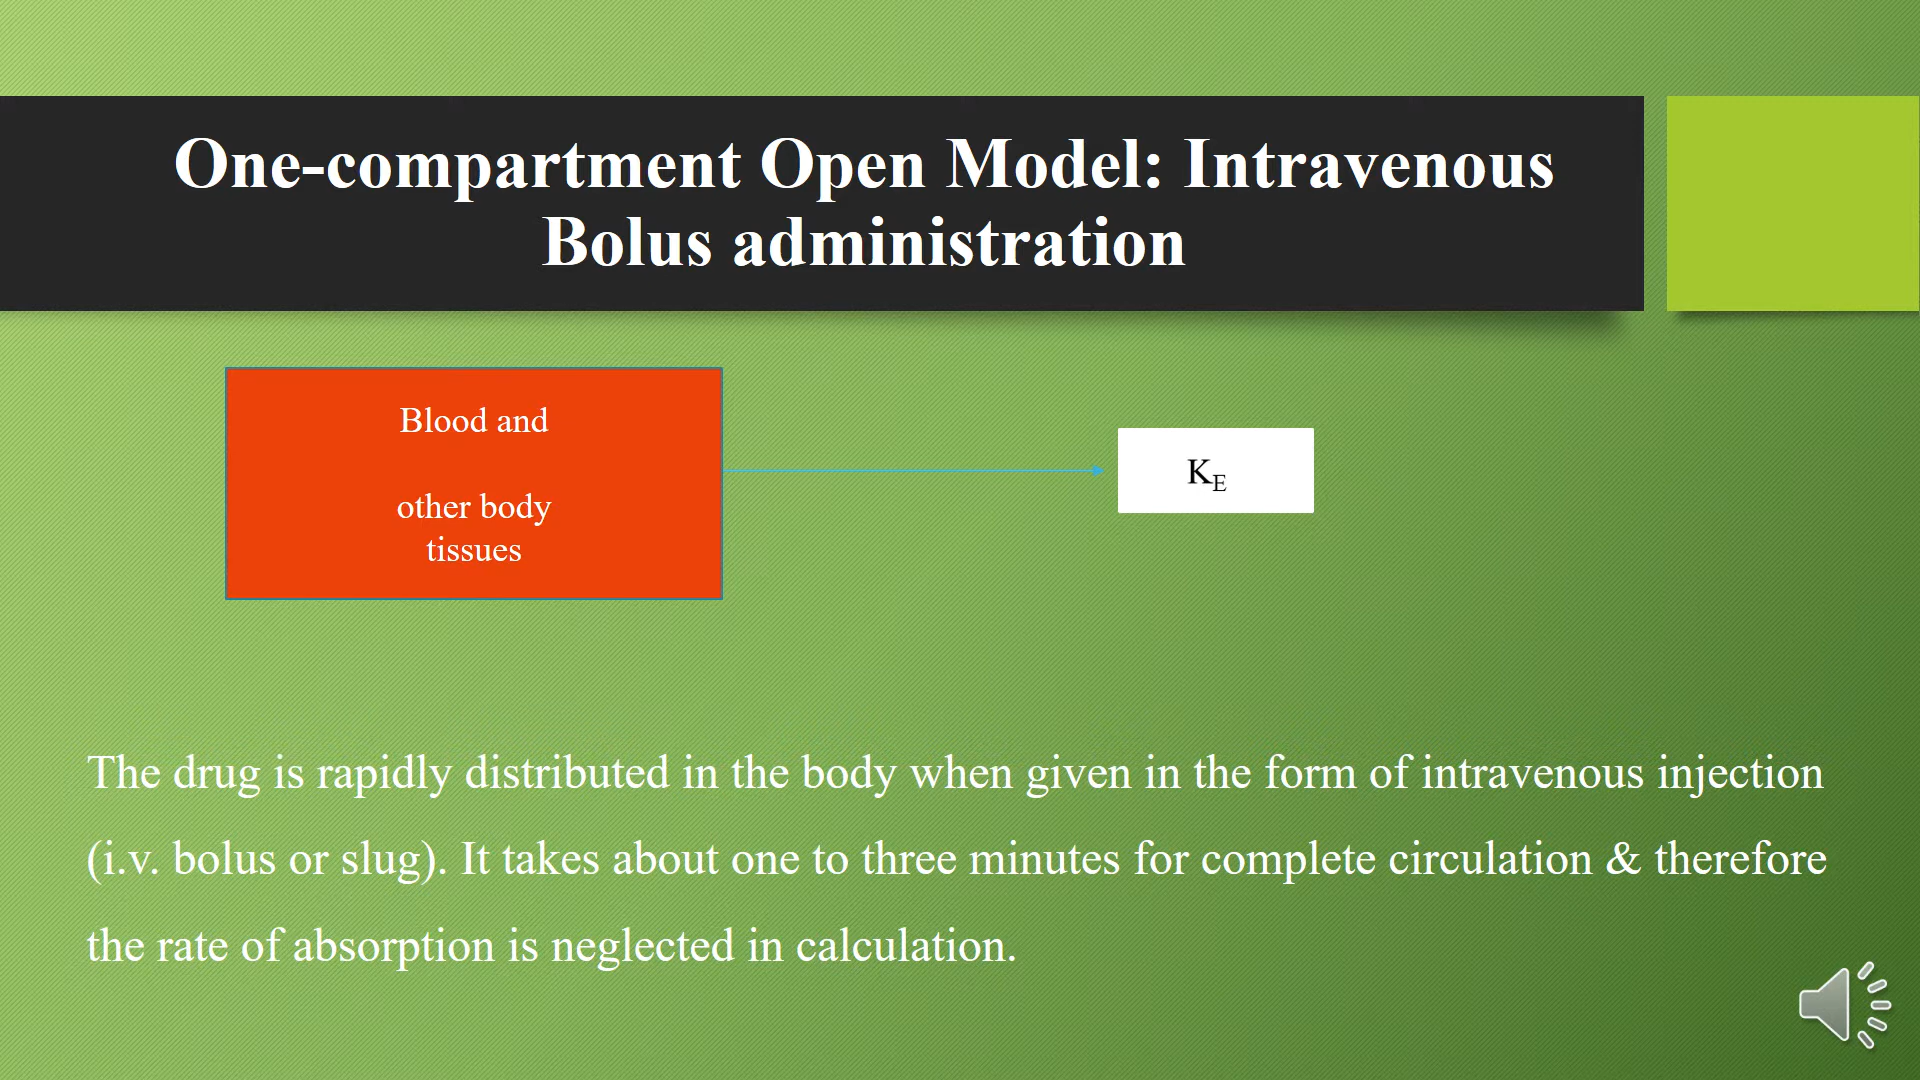 One-compartment Open Model: Intravenous
Bolus administration
Blood and
other body
tissues
K_E
The drug is rapidly distributed in the body when given in the form of intravenous injection
(i.v. bolus or slug). It takes about one to three minutes for complete circulation & therefore
the rate of absorption is neglected in calculation.